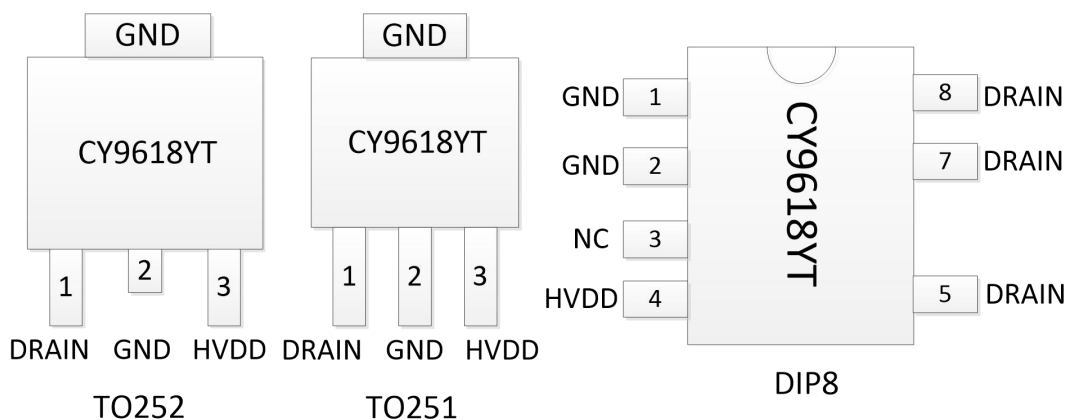 GND
CY9618YT
1
2
3
DRAIN GND HVDD
TO252
GND
CY9618YT
1
2
3
DRAIN GND HVDD
TO251
GND 1
GND 2
NC 3
HVDD 4
CY9618YT
8 DRAIN
7 DRAIN
5 DRAIN
DIP8